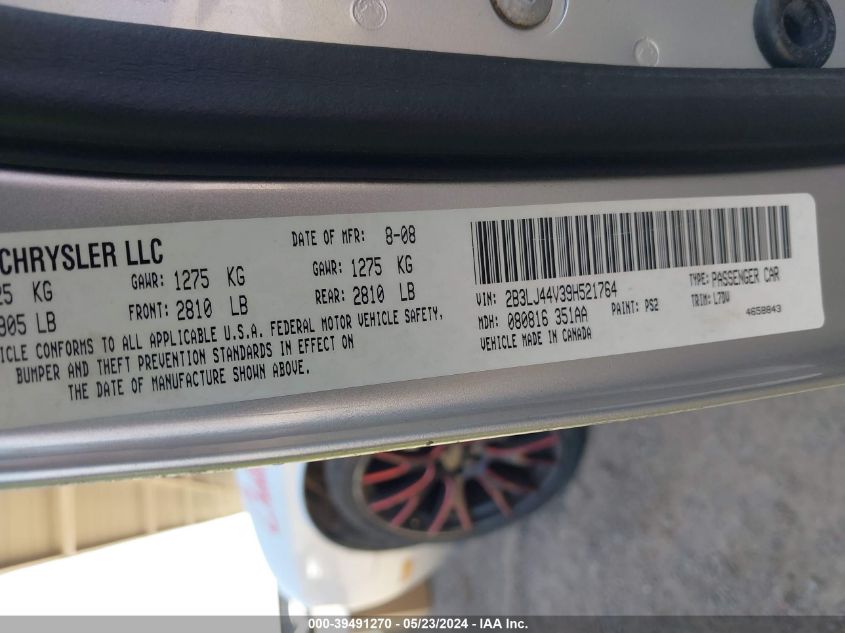 CHRYSLER LLC
DATE OF MFR: 8-08
25 KG GAWR: 1275 KG GAWR: 1275 KG
905 LB FRONT: 2810 LB REAR: 2810 LB
ICLE CONFORMS TO ALL APPLICABLE U.S.A. FEDERAL MOTOR VEHICLE SAFETY,
BUMPER AND THEFT PREVENTION STANDARDS IN EFFECT ON
THE DATE OF MANUFACTURE SHOWN ABOVE.
VIN: 2B3LJ44V39H521764 TYPE: PASSENGER CAR
MDH: 080816 351AA PAINT: PS2 TRIM: L7DV
VEHICLE MADE IN CANADA 4658843
000-39491270 - 05/23/2024 - IAA Inc.